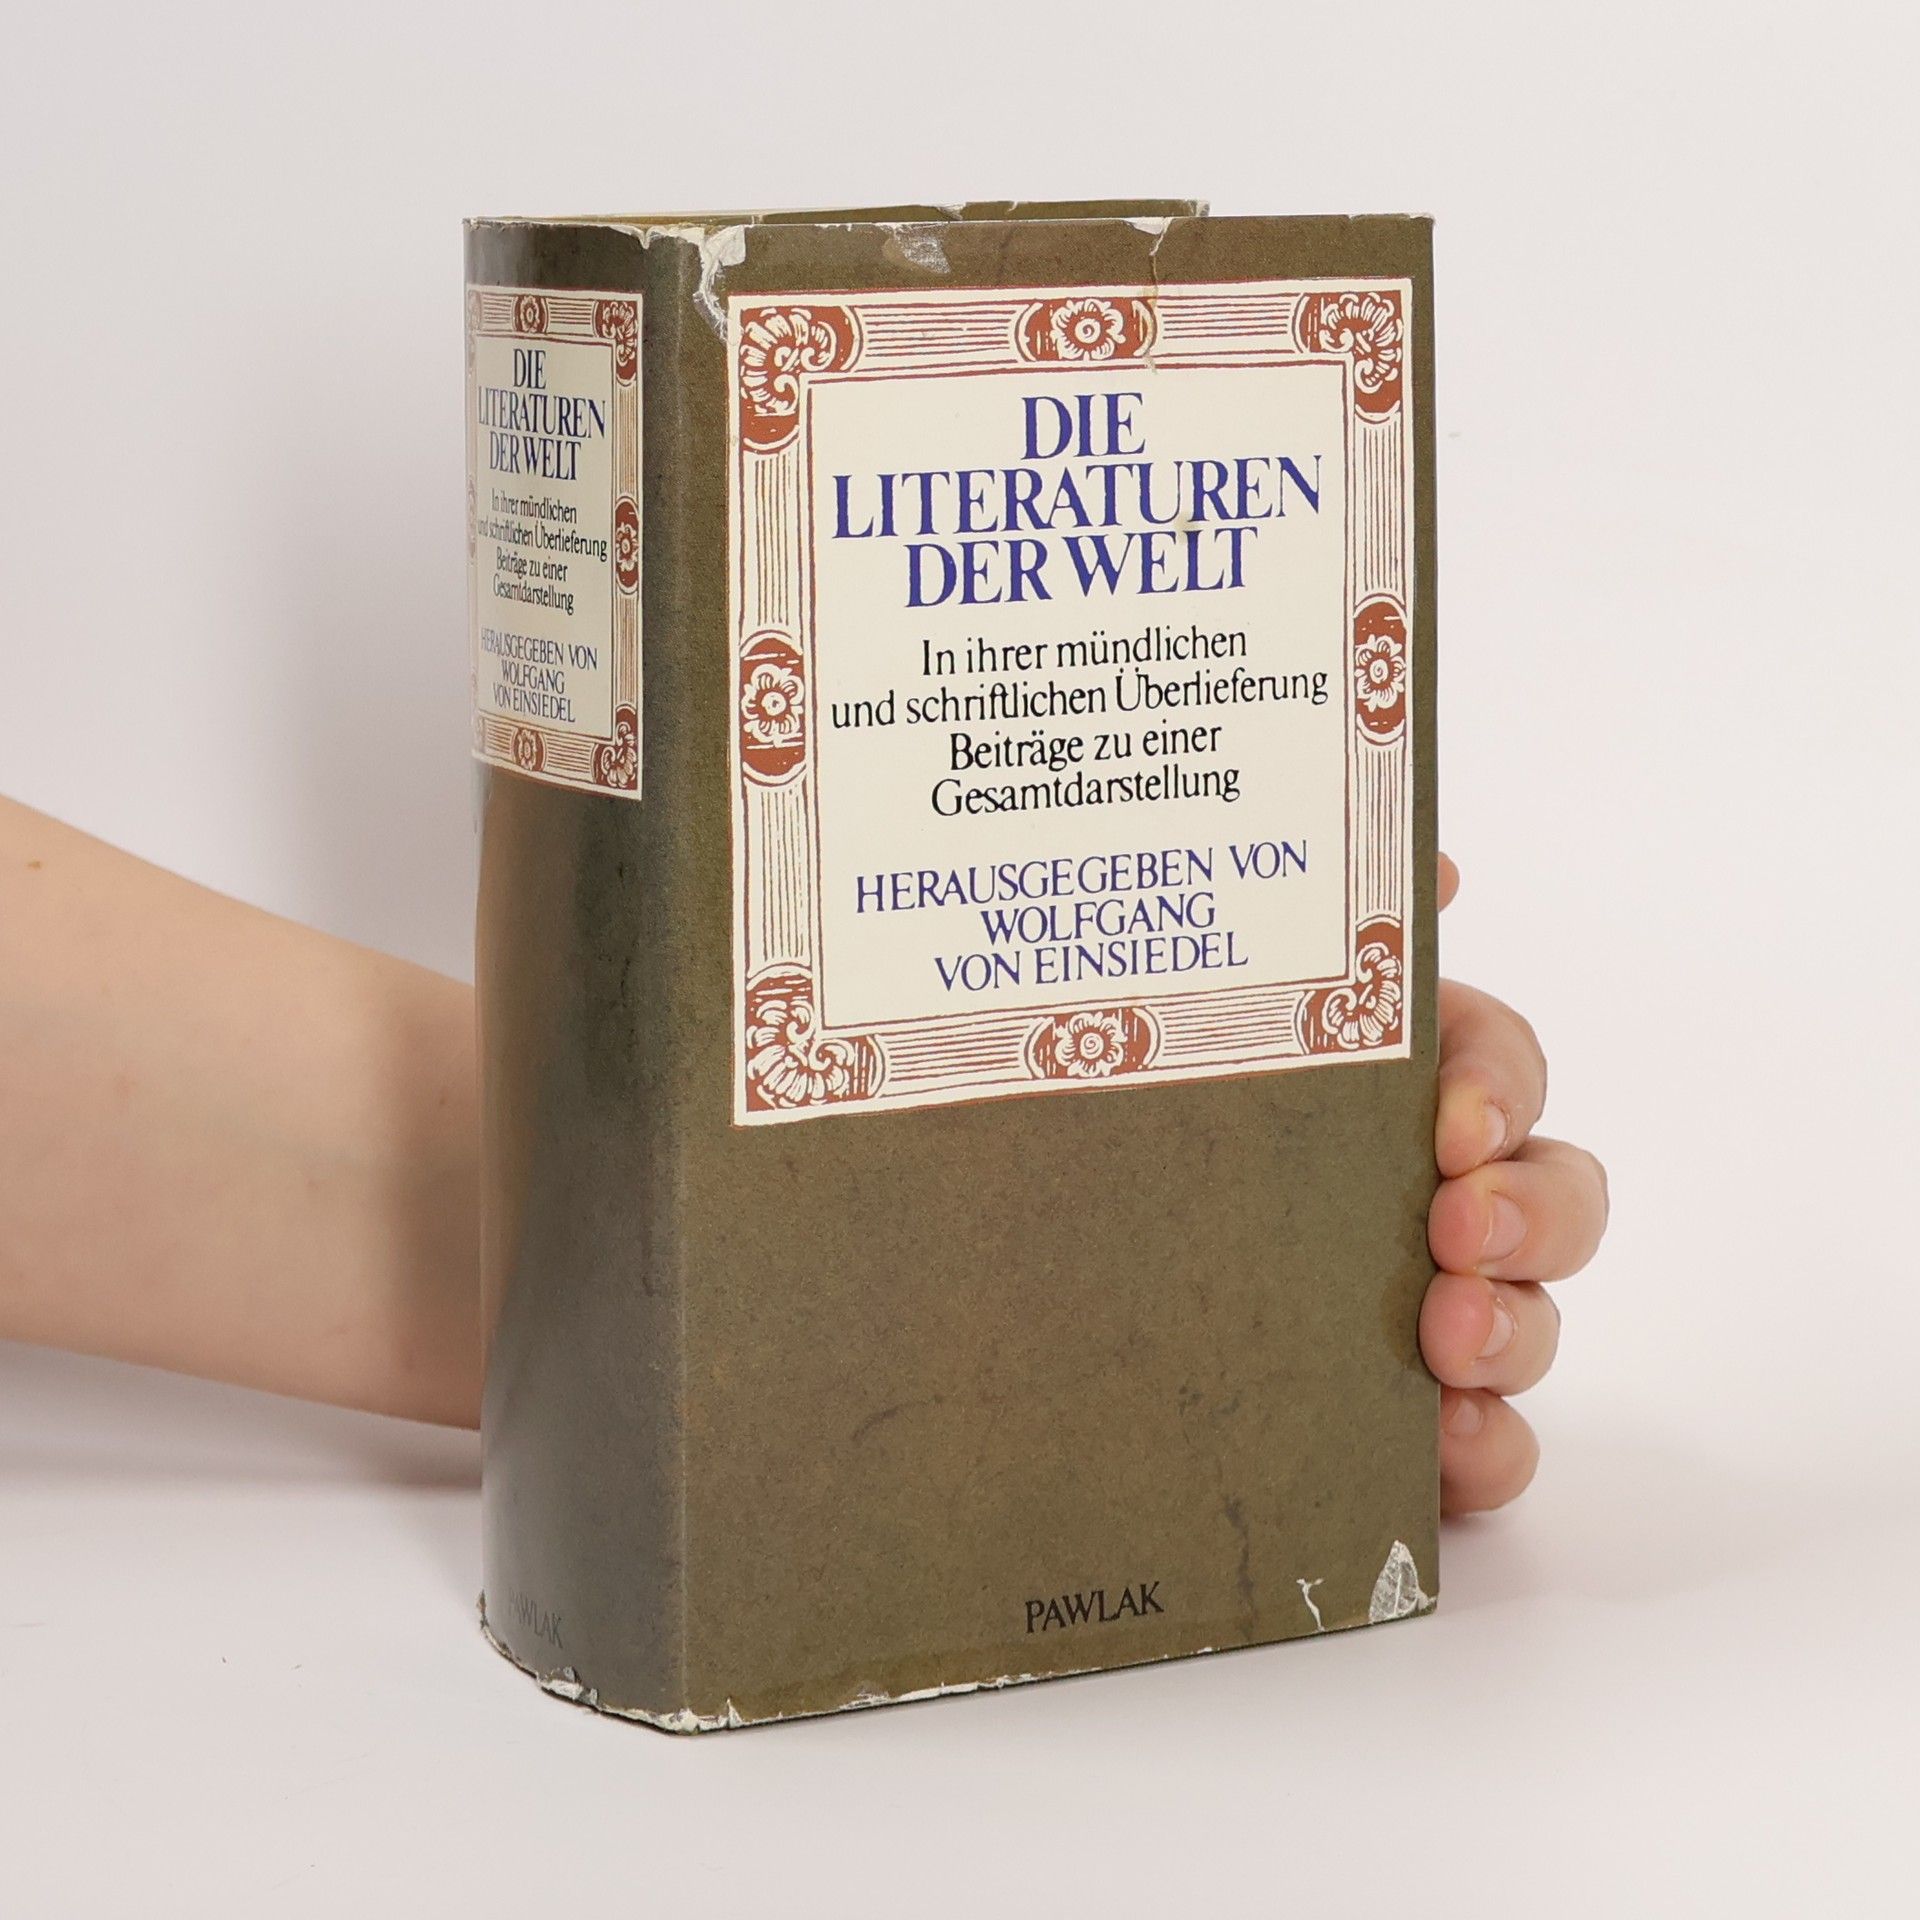 DIE
LITERATUREN
DER WELT
In ihrer mündlichen
und schriftlichen Überlieferung
Beiträge zu einer
Gesamtdarstellung
HERAUSGEGEBEN VON
WOLFGANG
VON EINSIEDEL
PAWLAK
DIE
LITERATUREN
DER WELT
In ihrer mündlichen
und schriftlichen Überlieferung
Beiträge zu einer
Gesamtdarstellung
HERAUSGEGEBEN VON
WOLFGANG
VON EINSIEDEL
PAWLAK